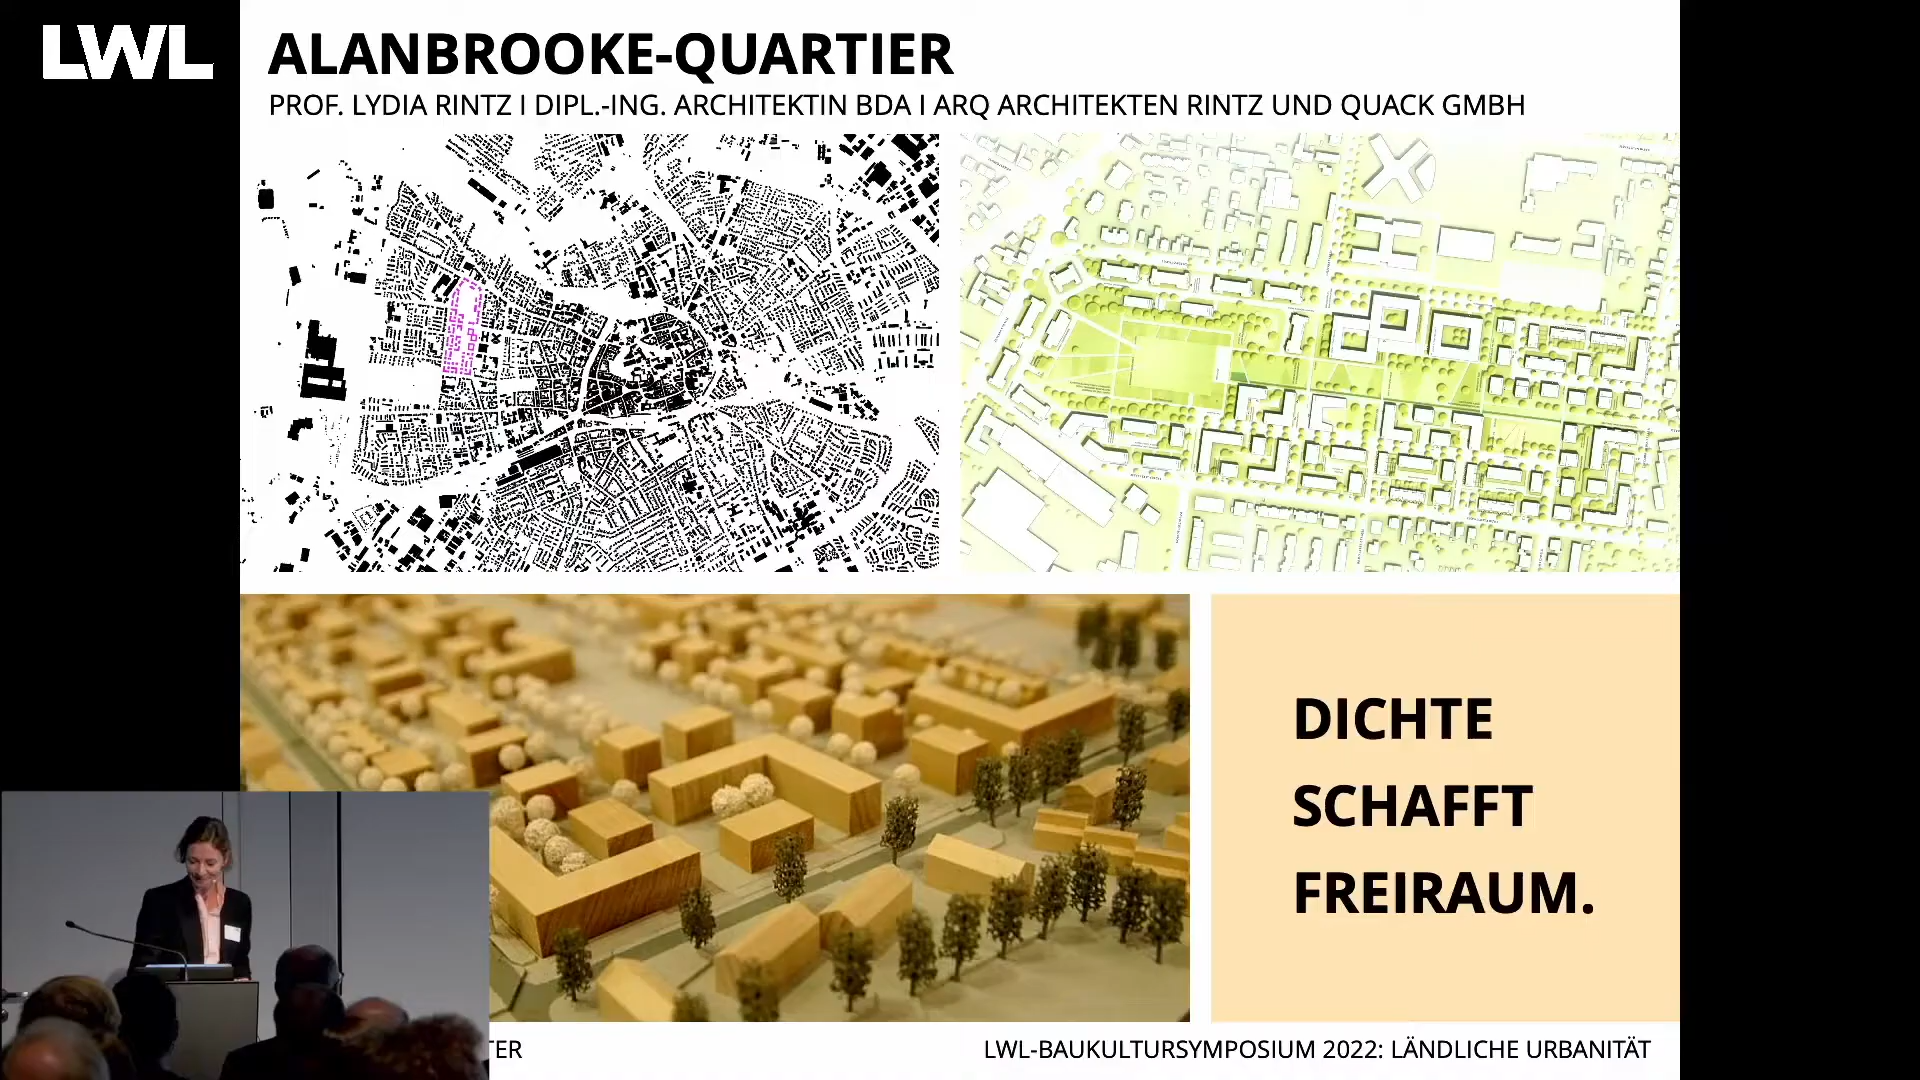 LWL
ALANBROOKE-QUARTIER
PROF. LYDIA RINTZ I DIPL.-ING. ARCHITEKTIN BDA I ARQ ARCHITEKTEN RINTZ UND QUACK GMBH
DICHTE
SCHAFFT
FREIRAUM.
TER
LWL-BAUKULTURSYMPOSIUM 2022: LÄNDLICHE URBANITÄT